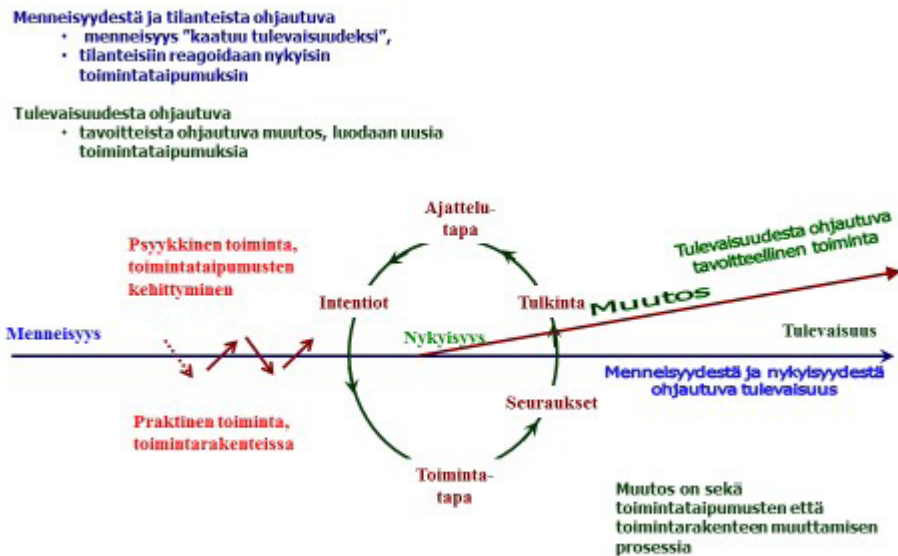 Menneisyydestä ja tilanteista ohjautuva
• menneisyys "kaatuu tulevaisuudeksi",
• tilanteisiin reagoidaan nykyisin
toimintataipumuksin
Tulevaisuudesta ohjautuva
• tavoitteista ohjautuva muutos, luodaan uusia
toimintataipumuksia
Ajattelu-
tapa
Psyykkinen toiminta,
toimintataipumusten
kehittyminen
Tulevaisuudesta ohjautuva
tavoitteellinen toiminta
Intentiot
Tulkinta
Muutos
Menneisyys
Nykyisyys
Tulevaisuus
Menneisyydestä ja nykyisyydestä
ohjautuva tulevaisuus
Seuraukset
Praktinen toiminta,
toimintarakenteissa
Toiminta-
tapa
Muutos on sekä
toimintataipumusten että
toimintarakenteen muuttamisen
prosessia